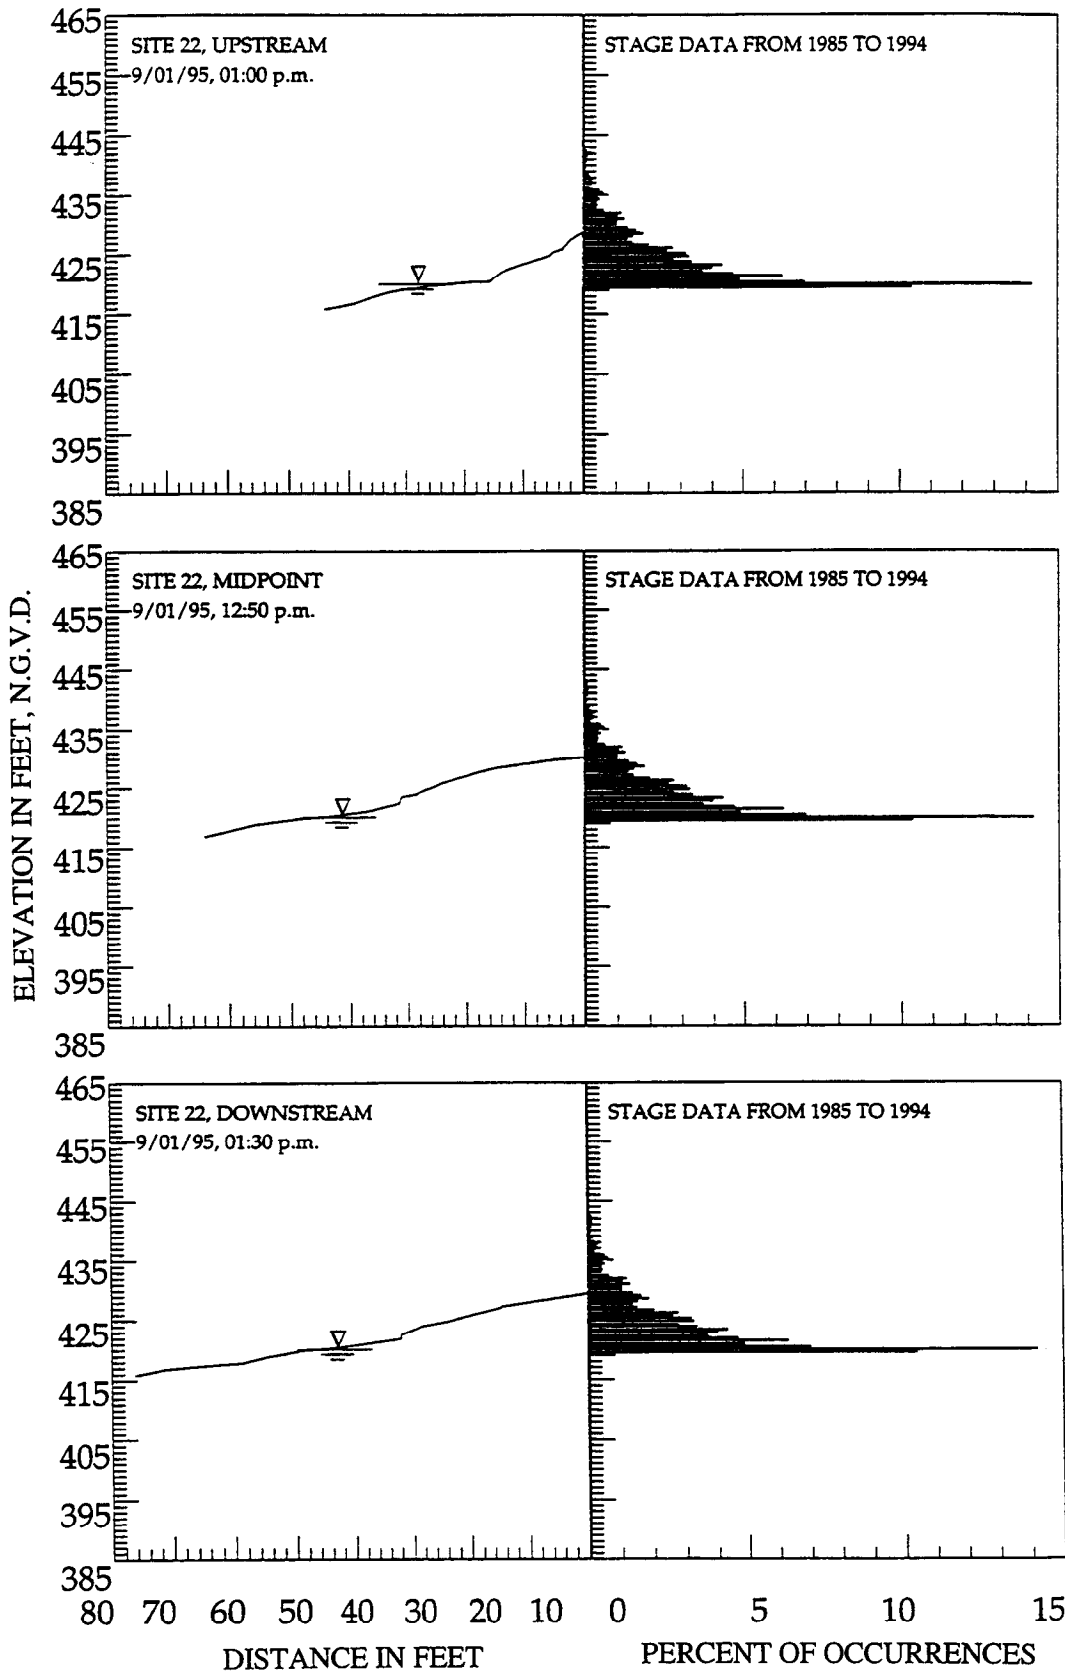 465
SITE 22, UPSTREAM
STAGE DATA FROM 1985 TO 1994
455
9/01/95, 01:00 p.m.
445
435
425
415
405
395
385
465
SITE 22, MIDPOINT
STAGE DATA FROM 1985 TO 1994
455
9/01/95, 12:50 p.m.
445
435
425
415
405
395
385
ELEVATION IN FEET, N.G.V.D.
465
SITE 22, DOWNSTREAM
STAGE DATA FROM 1985 TO 1994
455
9/01/95, 01:30 p.m.
445
435
425
415
405
395
385
80 70 60 50 40 30 20 10 0 5 10 15
DISTANCE IN FEET
PERCENT OF OCCURRENCES